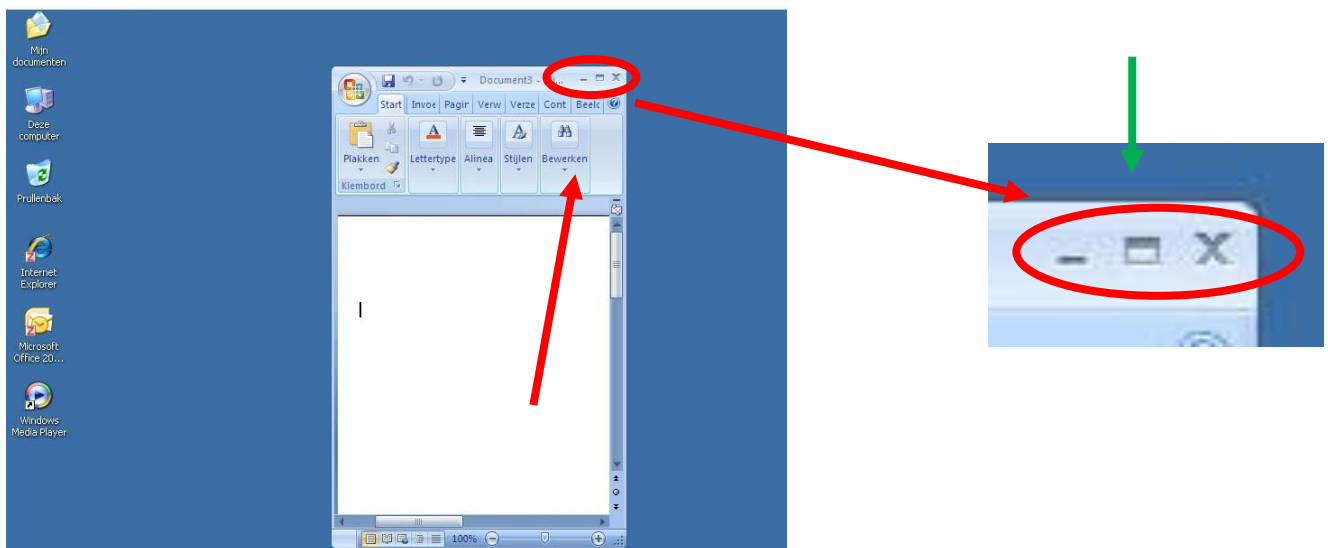 Mijn
documenten
Deze
computer
Prullenbak
Internet
Explorer
Microsoft
Office 20...
Windows
Media Player
Document3 -
Start Invoe Pagir Verw Verze Cont Beelc
Plakken Lettertype Alinea Stijlen Bewerken
Klembord
100%